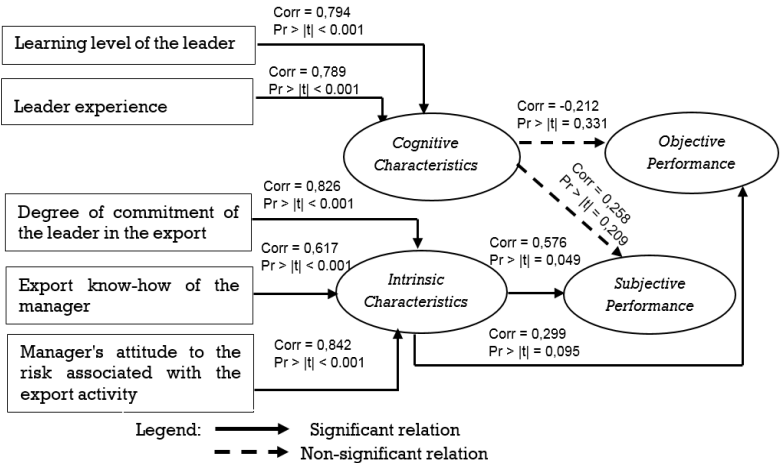 Corr = 0,794
Pr > |t| < 0.001
Learning level of the leader
Corr = 0,789
Pr > |t| < 0.001
Leader experience
Cognitive
Characteristics
Corr = -0,212
Pr > |t| = 0,331
Objective
Performance
Corr = 0,258
Pr > |t| = 0,209
Corr = 0,826
Pr > |t| < 0.001
Degree of commitment of
the leader in the export
Corr = 0,617
Pr > |t| < 0.001
Export know-how of the
manager
Intrinsic
Characteristics
Corr = 0,576
Pr > |t| = 0,049
Subjective
Performance
Corr = 0,299
Pr > |t| = 0,095
Corr = 0,842
Pr > |t| < 0.001
Manager's attitude to the
risk associated with the
export activity
Legend:
Significant relation
Non-significant relation